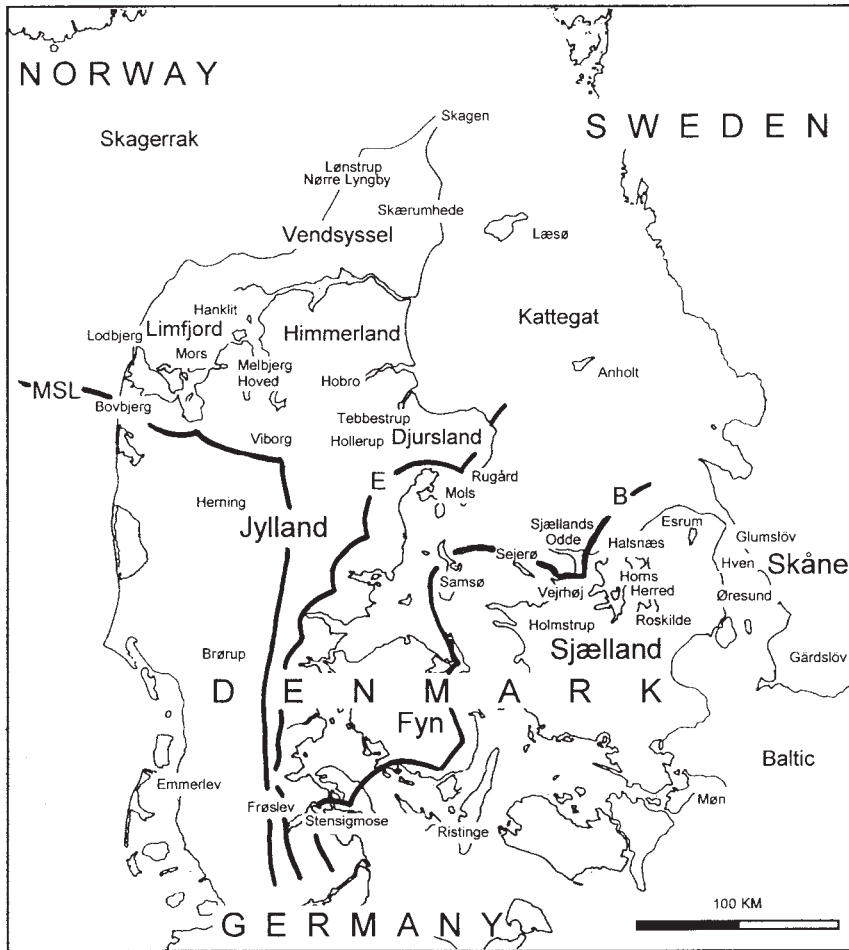 NORWAY
SWEDEN
Skagerrak
Skagen
Lønstrup
Nørre Lyngby
Skærumhede
Vendsyssel
Læsø
Hanklit
Lodbjerg
Limfjord
Himmerland
Kattegat
Mors
Melbjerg
Hoved
Hobro
Anholt
MSL
Bovbjerg
Tebbestrup
Viborg
Hollerup
Djursland
E
Rugård
Mols
B
Herning
Jylland
Sjællands
Odde
Esrum
Halsnæs
Glumslöv
Sejerø
Hven
Skåne
Samsø
Vejrhøj
Horns
Herred
Øresund
Roskilde
Holmstrup
Sjælland
Brørup
Gärdslöv
DENMARK
Fyn
Baltic
Emmerlev
Møn
Frøslev
Stensigmose
Ristinge
100 KM
GERMANY